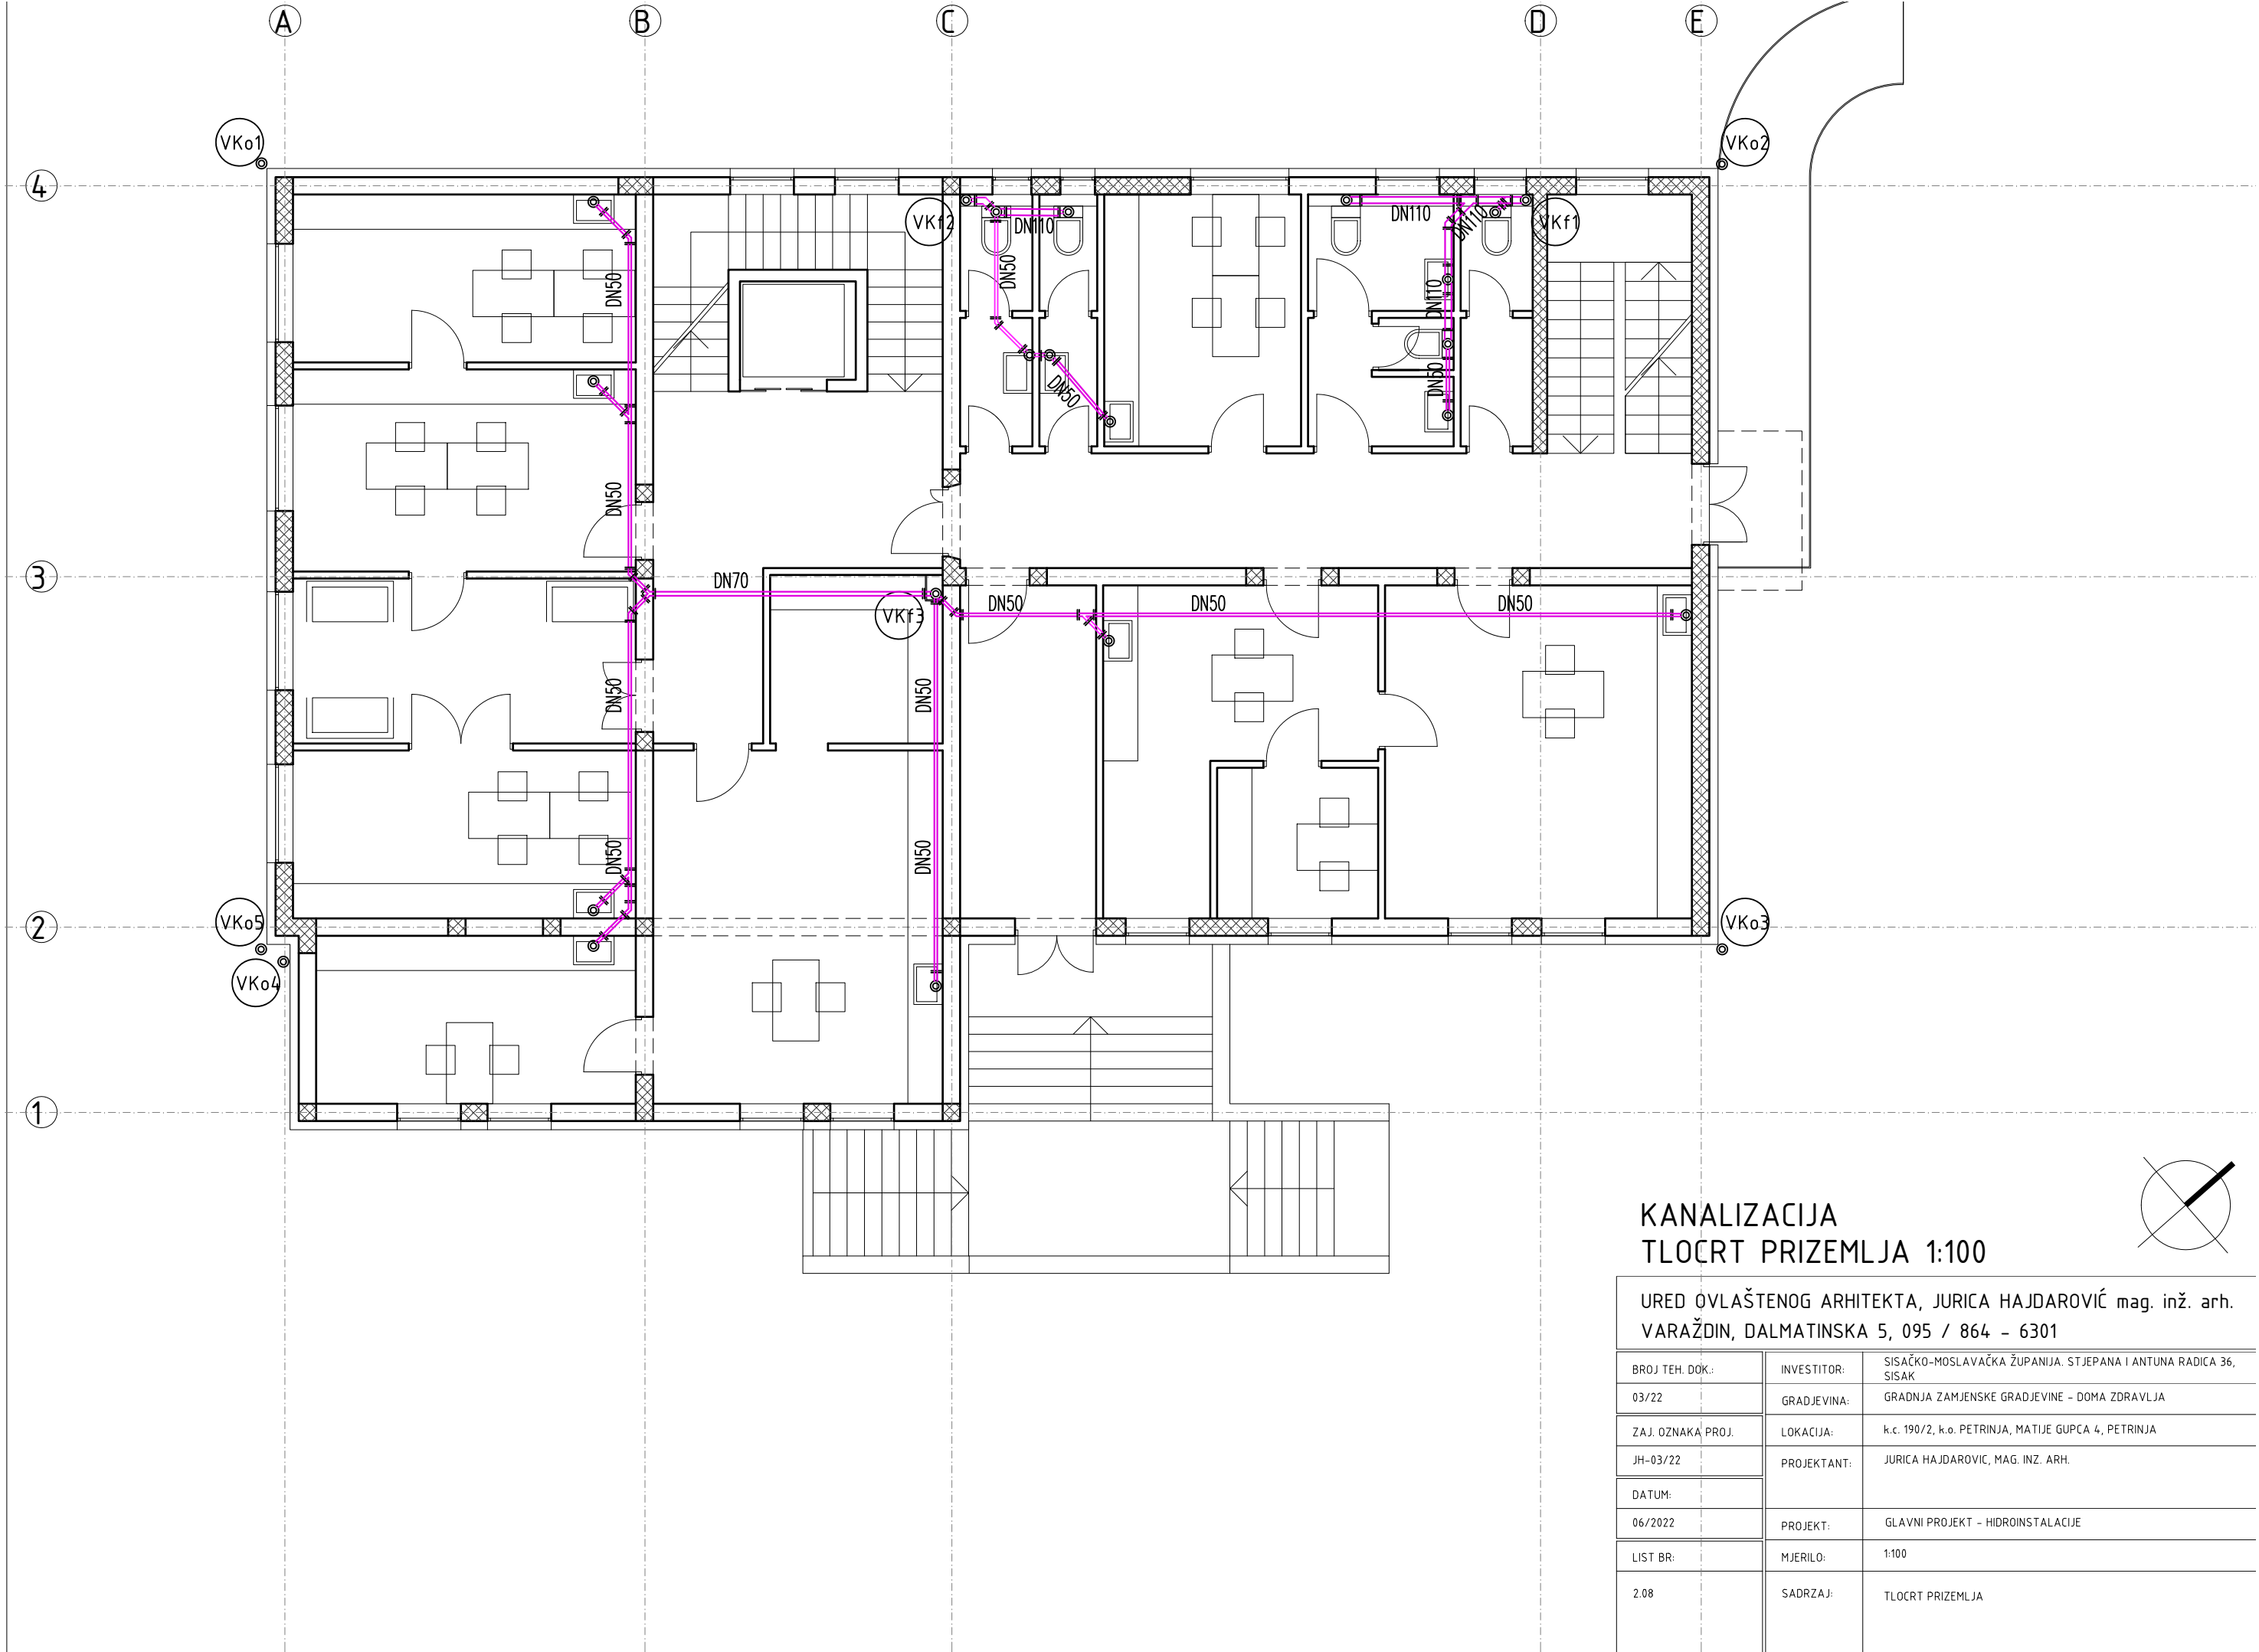 A
B
C
D
E
VKo1
VKo2
4
VKf2
DN110
DN110
DN110
VKf1
DN50
DN50
DN110
DN50
DN50
DN50
3
DN70
VKf3
DN50
DN50
DN50
DN50
DN50
DN50
DN50
VKo5
2
VKo3
VKo4
1
KANALIZACIJA
TLOCRT PRIZEMLJA 1:100
URED OVLAŠTENOG ARHITEKTA, JURICA HAJDAROVIĆ mag. inž. arh.
VARAŽDIN, DALMATINSKA 5, 095 / 864 - 6301
BROJ TEH. DOK.:
INVESTITOR:
SISAČKO-MOSLAVAČKA ŽUPANIJA. STJEPANA I ANTUNA RADICA 36,
SISAK
03/22
GRADJEVINA:
GRADNJA ZAMJENSKE GRADJEVINE - DOMA ZDRAVLJA
ZAJ. OZNAKA PROJ.
LOKACIJA:
k.c. 190/2, k.o. PETRINJA, MATIJE GUPCA 4, PETRINJA
JH-03/22
PROJEKTANT:
JURICA HAJDAROVIC, MAG. INZ. ARH.
DATUM:
06/2022
PROJEKT:
GLAVNI PROJEKT - HIDROINSTALACIJE
LIST BR:
MJERILO:
1:100
2.08
SADRZAJ:
TLOCRT PRIZEMLJA